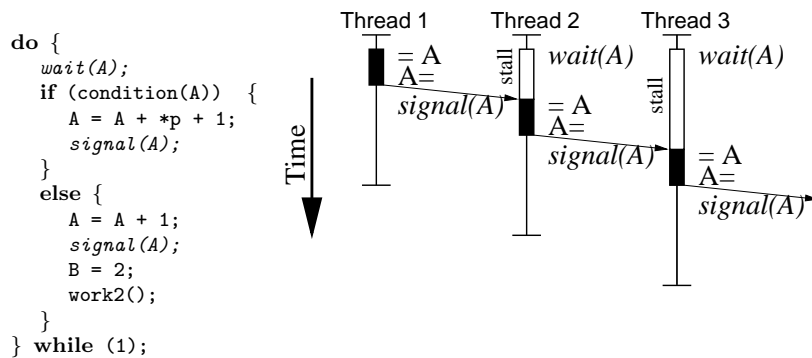 do {
wait(A);
if (condition(A)) {
A = A + *p + 1;
signal(A);
}
else {
A = A + 1;
signal(A);
B = 2;
work2();
}
} while (1);
Time
Thread 1
= A
A=
signal(A)
Thread 2
stall
wait(A)
= A
A=
signal(A)
Thread 3
stall
wait(A)
= A
A=
signal(A)